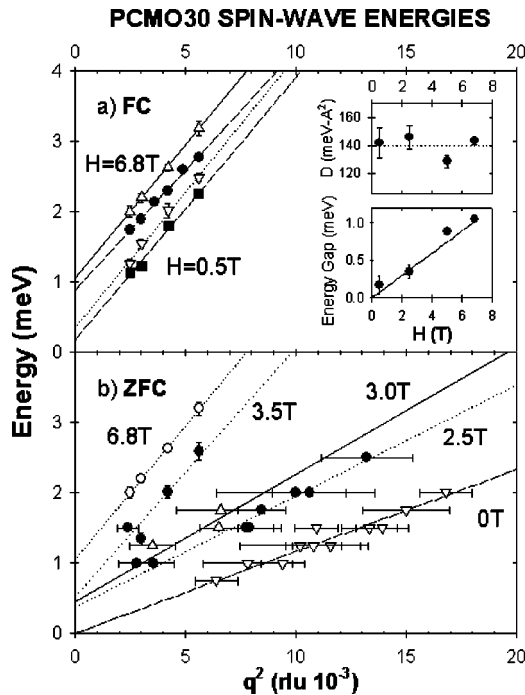 PCMO30 SPIN-WAVE ENERGIES
0 5 10 15 20
4
3
2
1
0
a) FC
H=6.8T
H=0.5T
D (meV-A²)
160
140
120
0 2 4 6 8
Energy Gap (meV)
1.0
0.5
0.0
0 2 4 6 8
H (T)
Energy (meV)
b) ZFC
6.8T
3.5T
3.0T
2.5T
0T
3
2
1
0
0 5 10 15 20
q² (rlu 10⁻³)